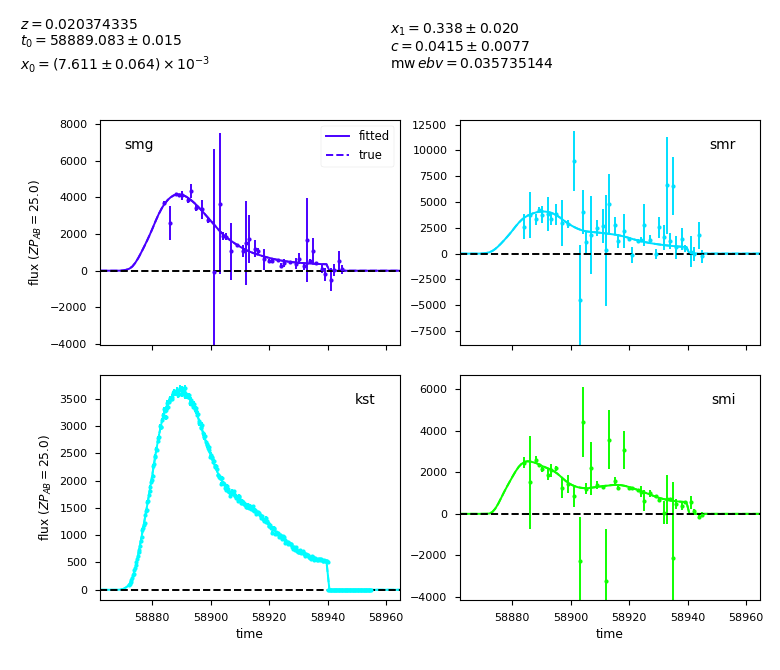 z = 0.020374335
t₀ = 58889.083 ± 0.015
x₀ = (7.611 ± 0.064) × 10⁻³
x₁ = 0.338 ± 0.020
c = 0.0415 ± 0.0077
mw ebv = 0.035735144
8000
6000
4000
2000
0
−2000
−4000
flux (ZP_AB = 25.0)
smg
fitted
true
12500
10000
7500
5000
2500
0
−2500
−5000
−7500
smr
3500
3000
2500
2000
1500
1000
500
0
flux (ZP_AB = 25.0)
kst
58880 58900 58920 58940 58960
time
6000
4000
2000
0
−2000
−4000
smi
58880 58900 58920 58940 58960
time